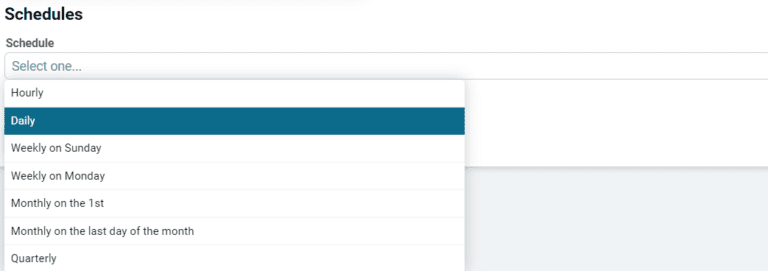 Schedules
Schedule
Select one...
Hourly
Daily
Weekly on Sunday
Weekly on Monday
Monthly on the 1st
Monthly on the last day of the month
Quarterly